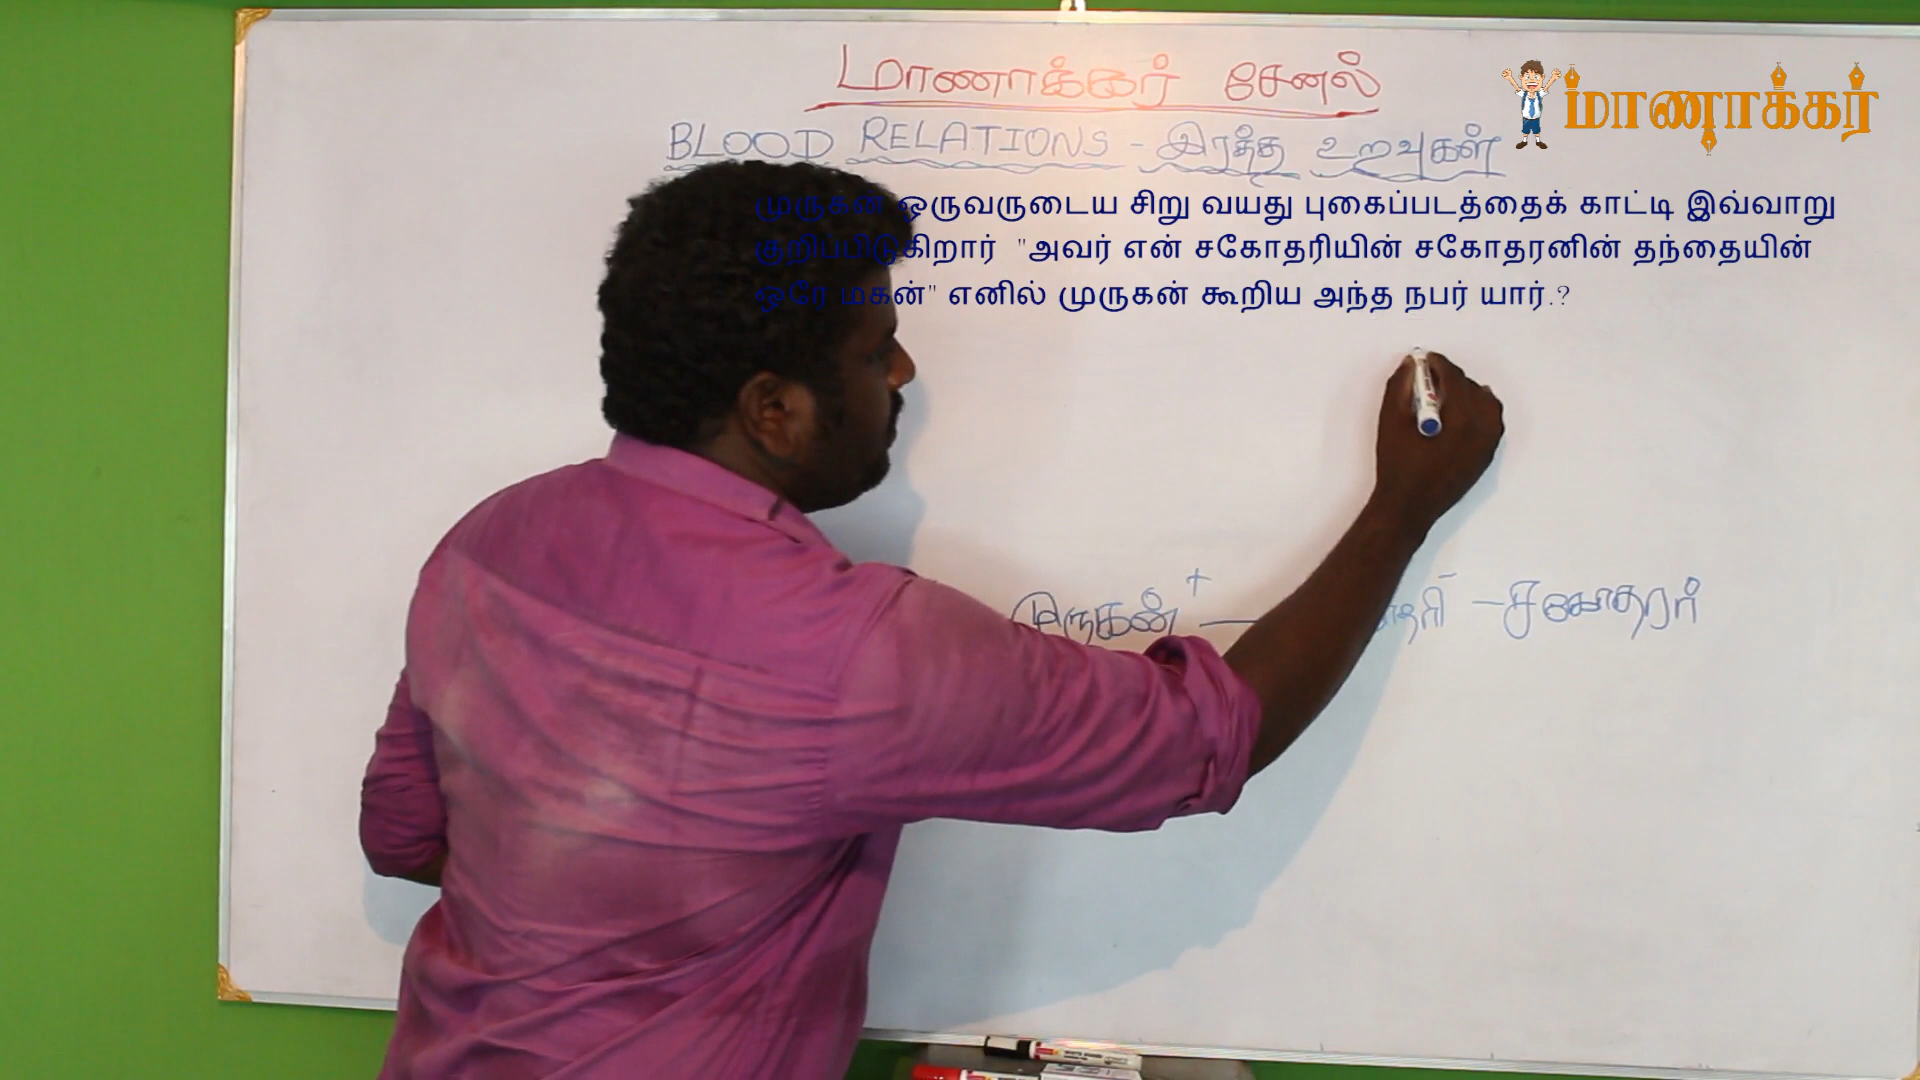 மாணாக்கர் சேனல்
மாணாக்கர்
BLOOD RELATIONS - இரத்த உறவுகள்
முருகன் ஒருவருடைய சிறு வயது புகைப்படத்தைக் காட்டி இவ்வாறு
குறிப்பிடுகிறார் "அவர் என் சகோதரியின் சகோதரனின் தந்தையின்
ஒரே மகன்" எனில் முருகன் கூறிய அந்த நபர் யார்.?
முருகன்+ — - சகோதரர்